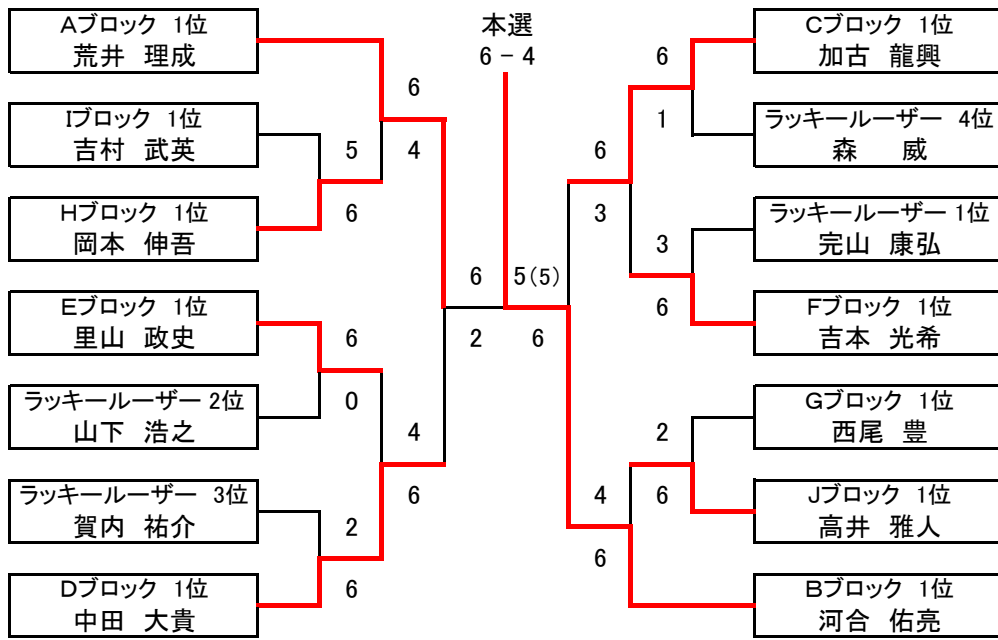 Aブロック 1位
荒井 理成
Iブロック 1位
吉村 武英
Hブロック 1位
岡本 伸吾
Eブロック 1位
里山 政史
ラッキールーザー 2位
山下 浩之
ラッキールーザー 3位
賀内 祐介
Dブロック 1位
中田 大貴
6
4
5
6
6
0
4
6
2
6
6
2
本選
6-4
5(5)
6
6
3
4
6
6
1
3
6
2
6
Cブロック 1位
加古 龍興
ラッキールーザー 4位
森 威
ラッキールーザー 1位
完山 康弘
Fブロック 1位
吉本 光希
Gブロック 1位
西尾 豊
Jブロック 1位
高井 雅人
Bブロック 1位
河合 佑亮